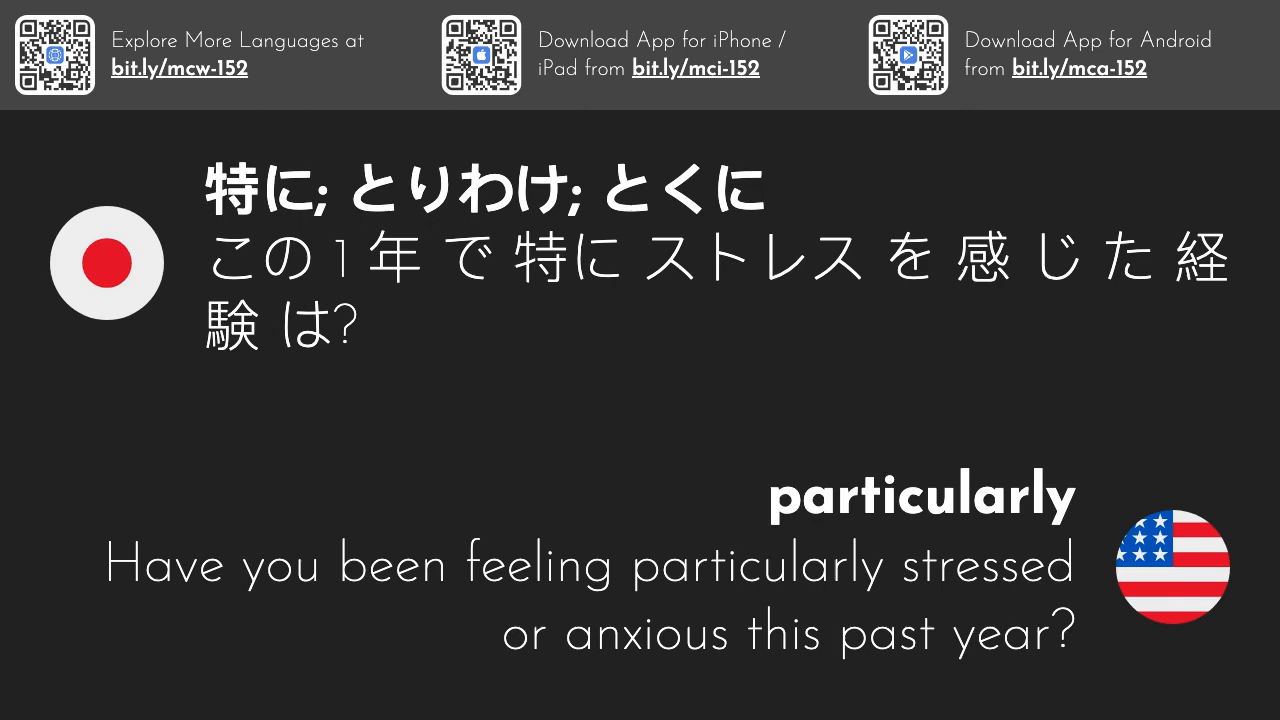 Explore More Languages at
bit.ly/mcw-152
Download App for iPhone /
iPad from bit.ly/mci-152
Download App for Android
from bit.ly/mca-152
特に; とりわけ; とくに
この 1 年 で 特に ストレス を 感 じ た 経
験 は?
particularly
Have you been feeling particularly stressed
or anxious this past year?